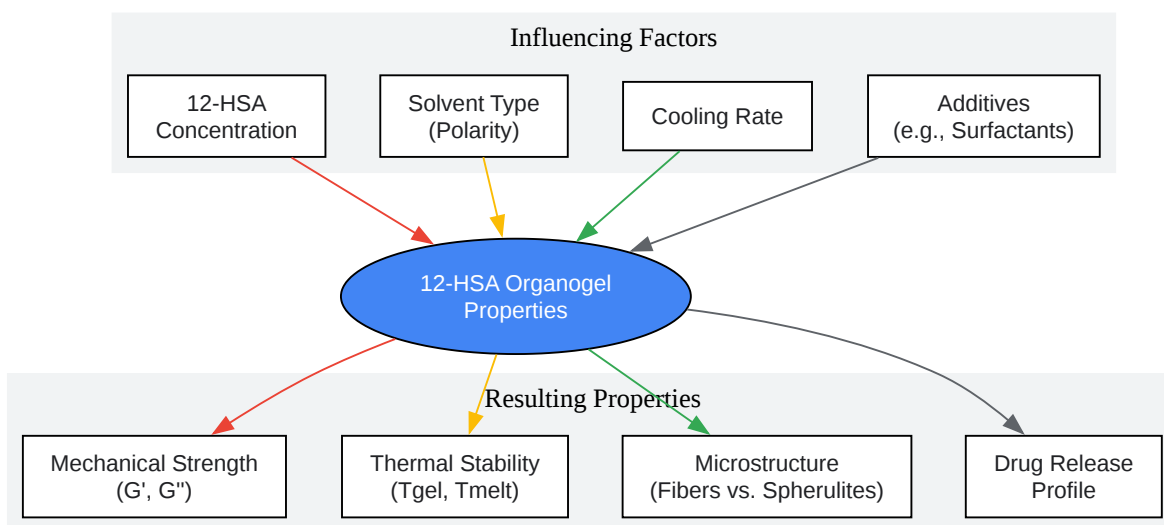 Influencing Factors
12-HSA
Concentration
Solvent Type
(Polarity)
Cooling Rate
Additives
(e.g., Surfactants)
12-HSA Organogel
Properties
Resulting Properties
Mechanical Strength
(G', G'')
Thermal Stability
(Tgel, Tmelt)
Microstructure
(Fibers vs. Spherulites)
Drug Release
Profile